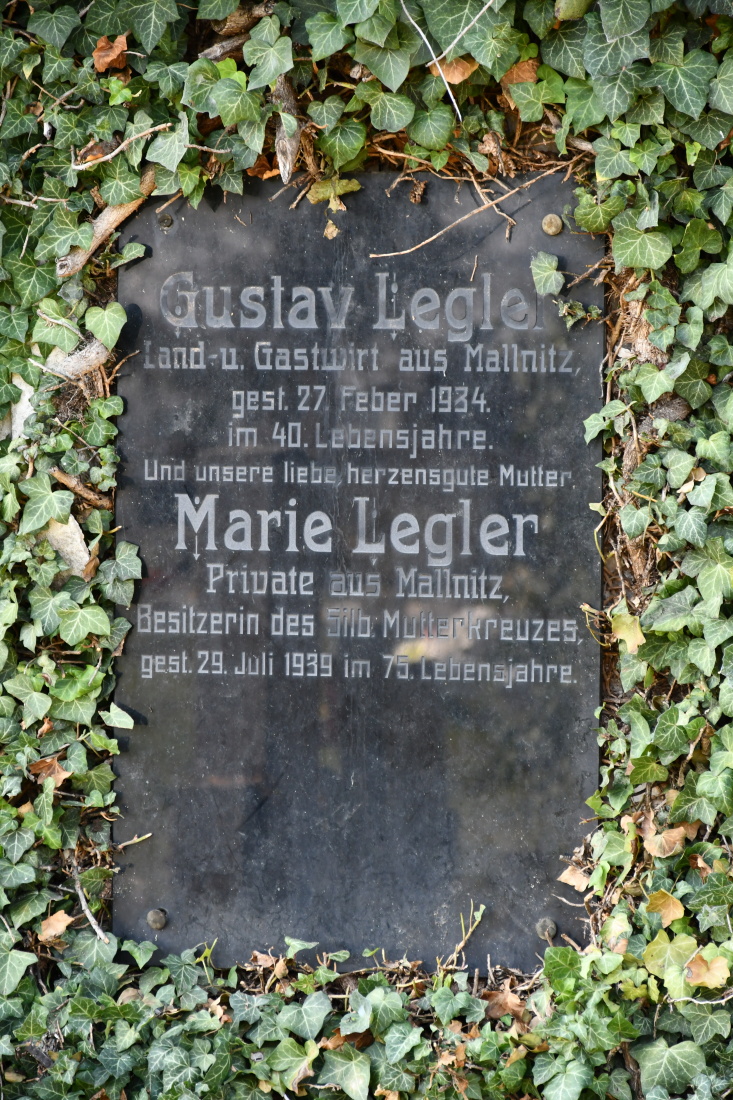 Gustav Legler
Land-u. Gastwirt aus Mallnitz,
gest. 27. Feber 1934.
im 40. Lebensjahre.
Und unsere liebe, herzensgute Mutter.
Marie Legler
Private aus Mallnitz,
Besitzerin des Silb. Mutterkreuzes,
gest. 29. Juli 1939 im 75. Lebensjahre.